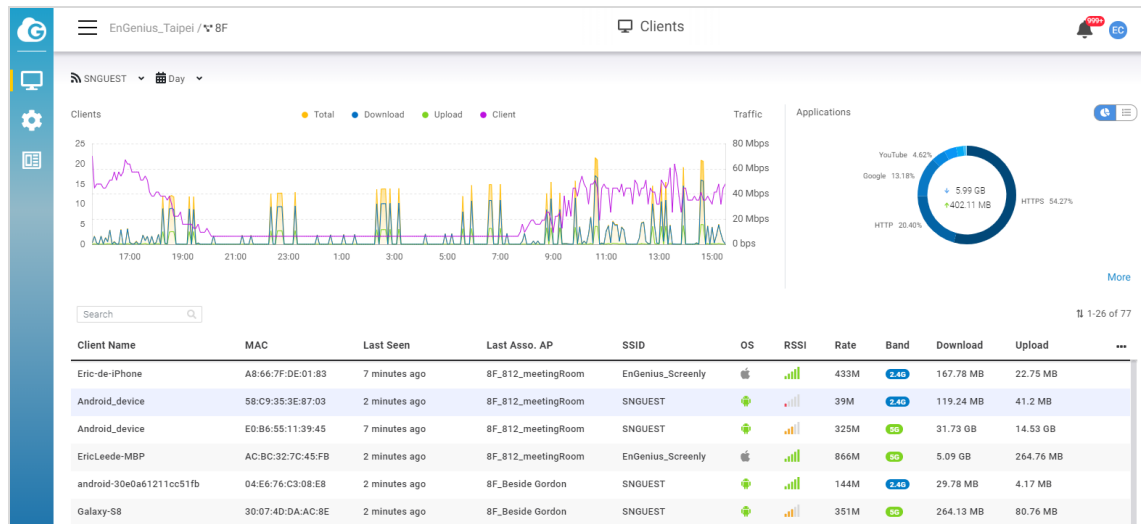 EnGenius_Taipei / 8F
Clients
999+
EC
SNGUEST
Day
Clients
Total
Download
Upload
Client
Traffic
25
20
15
10
5
0
80 Mbps
60 Mbps
40 Mbps
20 Mbps
0 bps
17:00 19:00 21:00 23:00 1:00 3:00 5:00 7:00 9:00 11:00 13:00 15:00
Applications
YouTube 4.62%
Google 13.18%
HTTP 20.40%
HTTPS 54.27%
5.99 GB
402.11 MB
More
Search
1-26 of 77
Client Name MAC Last Seen Last Asso. AP SSID OS RSSI Rate Band Download Upload
Eric-de-iPhone A8:66:7F:DE:01:83 7 minutes ago 8F_812_meetingRoom EnGenius_Screenly 433M 2.4G 167.78 MB 22.75 MB
Android_device 58:C9:35:3E:87:03 2 minutes ago 8F_812_meetingRoom SNGUEST 39M 2.4G 119.24 MB 41.2 MB
Android_device E0:B6:55:11:39:45 7 minutes ago 8F_812_meetingRoom SNGUEST 325M 5G 31.73 GB 14.53 GB
EricLeede-MBP AC:BC:32:7C:45:FB 2 minutes ago 8F_812_meetingRoom EnGenius_Screenly 866M 5G 5.09 GB 264.76 MB
android-30e0a61211cc51fb 04:E6:76:C3:08:E8 2 minutes ago 8F_Beside Gordon SNGUEST 144M 2.4G 29.78 MB 4.17 MB
Galaxy-S8 30:07:4D:DA:AC:8E 2 minutes ago 8F_Beside Gordon SNGUEST 351M 5G 264.13 MB 80.76 MB